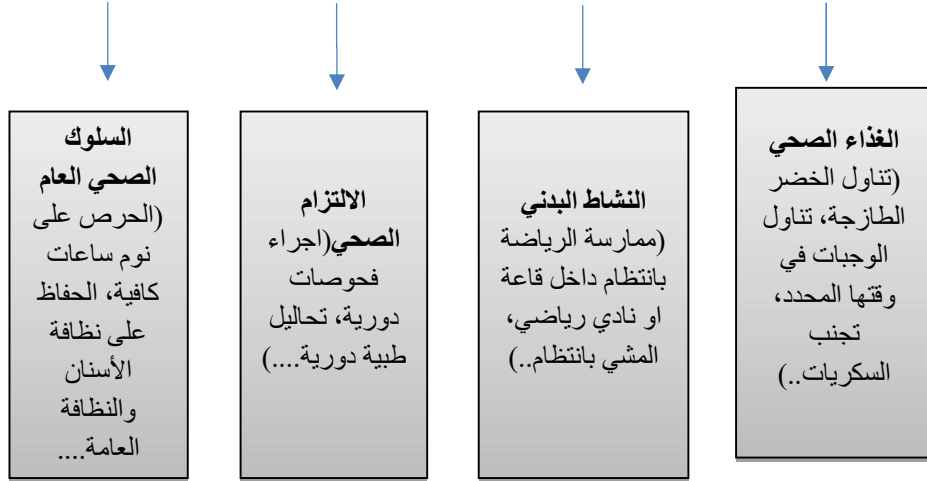 الغذاء الصحي
(تناول الخضر
الطازجة، تناول
الوجبات في
وقتها المحدد،
تجنب
السكريات..)
النشاط البدني
(ممارسة الرياضة
بانتظام داخل قاعة
او نادي رياضي،
المشي بانتظام..)
الالتزام
الصحي(اجراء
فحوصات
دورية، تحاليل
طبية دورية....)
السلوك
الصحي العام
(الحرص على
نوم ساعات
كافية، الحفاظ
على نظافة
الأسنان
والنظافة
العامة....